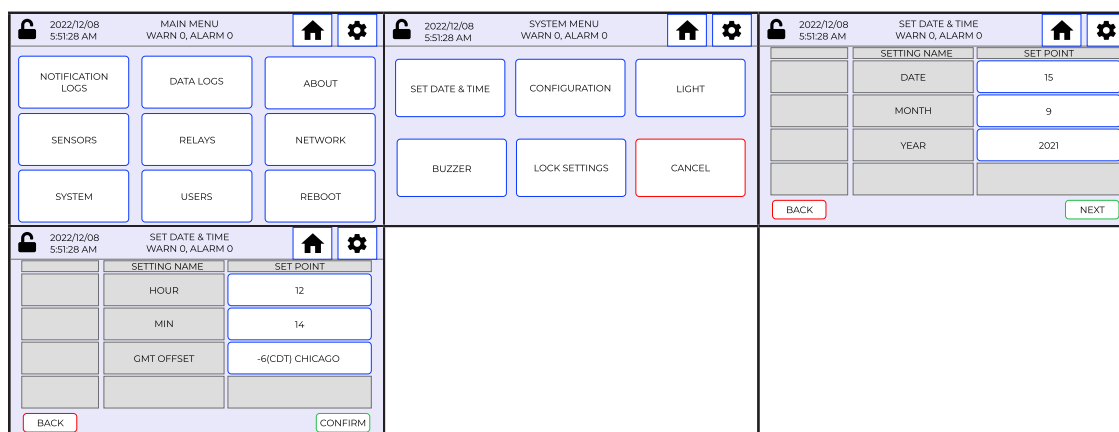 2022/12/08
5:51:28 AM
MAIN MENU
WARN 0, ALARM 0
NOTIFICATION
LOGS
DATA LOGS
ABOUT
SENSORS
RELAYS
NETWORK
SYSTEM
USERS
REBOOT
2022/12/08
5:51:28 AM
SYSTEM MENU
WARN 0, ALARM 0
SET DATE & TIME
CONFIGURATION
LIGHT
BUZZER
LOCK SETTINGS
CANCEL
2022/12/08
5:51:28 AM
SET DATE & TIME
WARN 0, ALARM 0
SETTING NAME
SET POINT
DATE
15
MONTH
9
YEAR
2021
BACK
NEXT
2022/12/08
5:51:28 AM
SET DATE & TIME
WARN 0, ALARM 0
SETTING NAME
SET POINT
HOUR
12
MIN
14
GMT OFFSET
-6(CDT) CHICAGO
BACK
CONFIRM